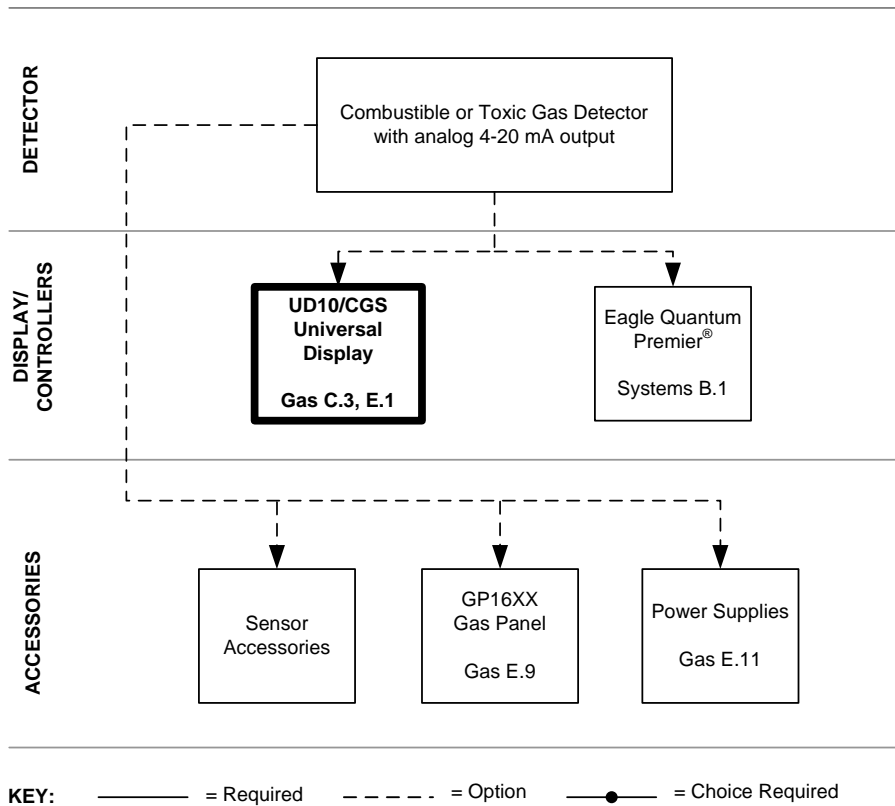 DETECTOR
Combustible or Toxic Gas Detector
with analog 4-20 mA output
DISPLAY/
CONTROLLERS
UD10/CGS
Universal
Display
Gas C.3, E.1
Eagle Quantum
Premier®
Systems B.1
ACCESSORIES
Sensor
Accessories
GP16XX
Gas Panel
Gas E.9
Power Supplies
Gas E.11
KEY: = Required = Option = Choice Required